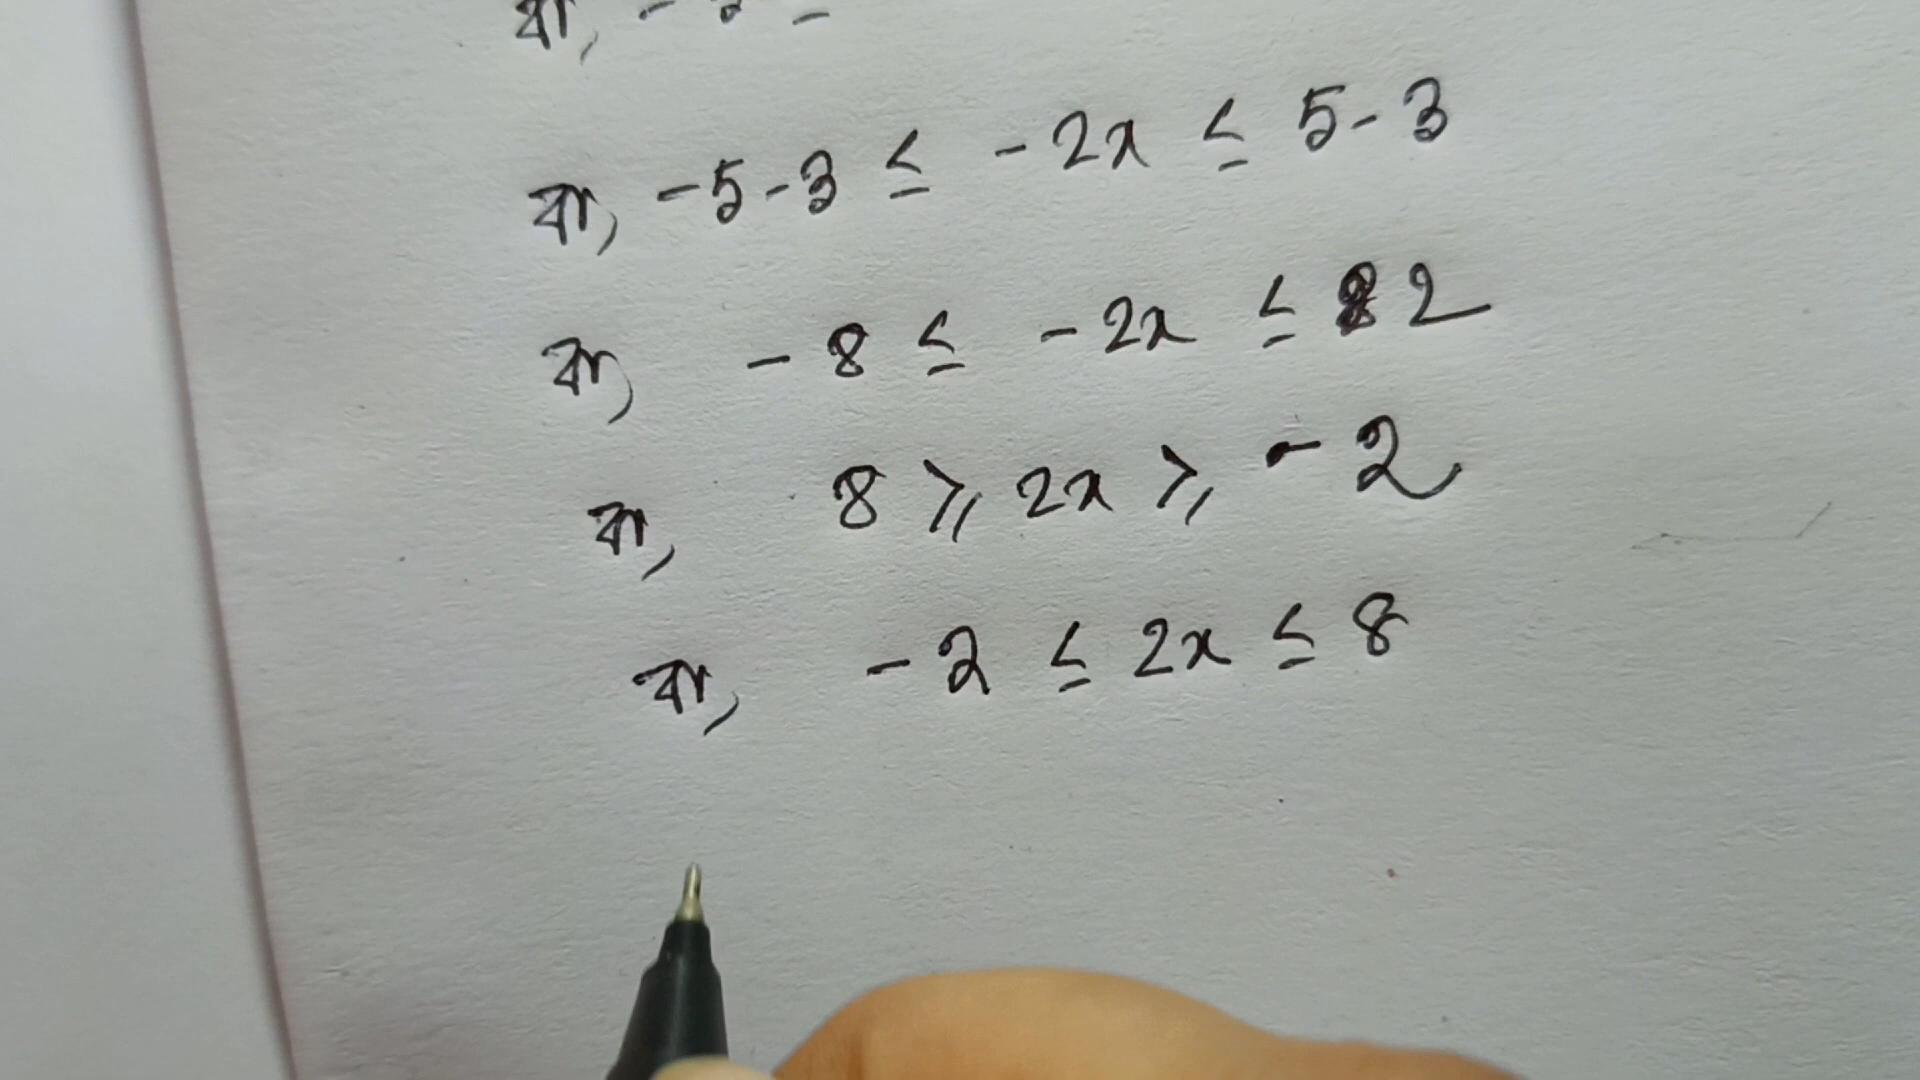 বা, -5-3 ≤ -2x ≤ 5-3
বা, -8 ≤ -2x ≤ 2
বা, 8 ≥ 2x ≥ -2
বা, -2 ≤ 2x ≤ 8